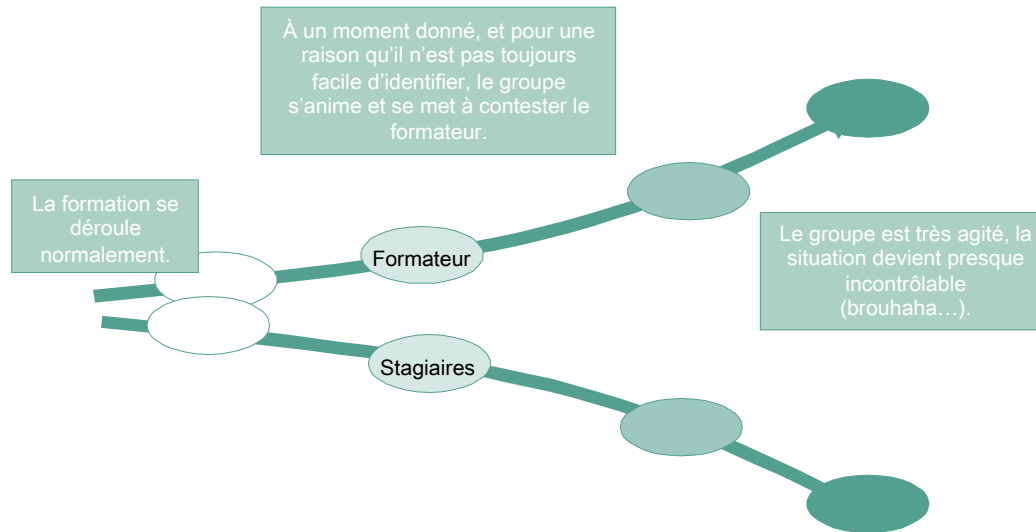 À un moment donné, et pour une
raison qu'il n'est pas toujours
facile d'identifier, le groupe
s'anime et se met à contester le
formateur.
La formation se
déroule
normalement.
Formateur
Le groupe est très agité, la
situation devient presque
incontrôlable
(brouhaha…).
Stagiaires